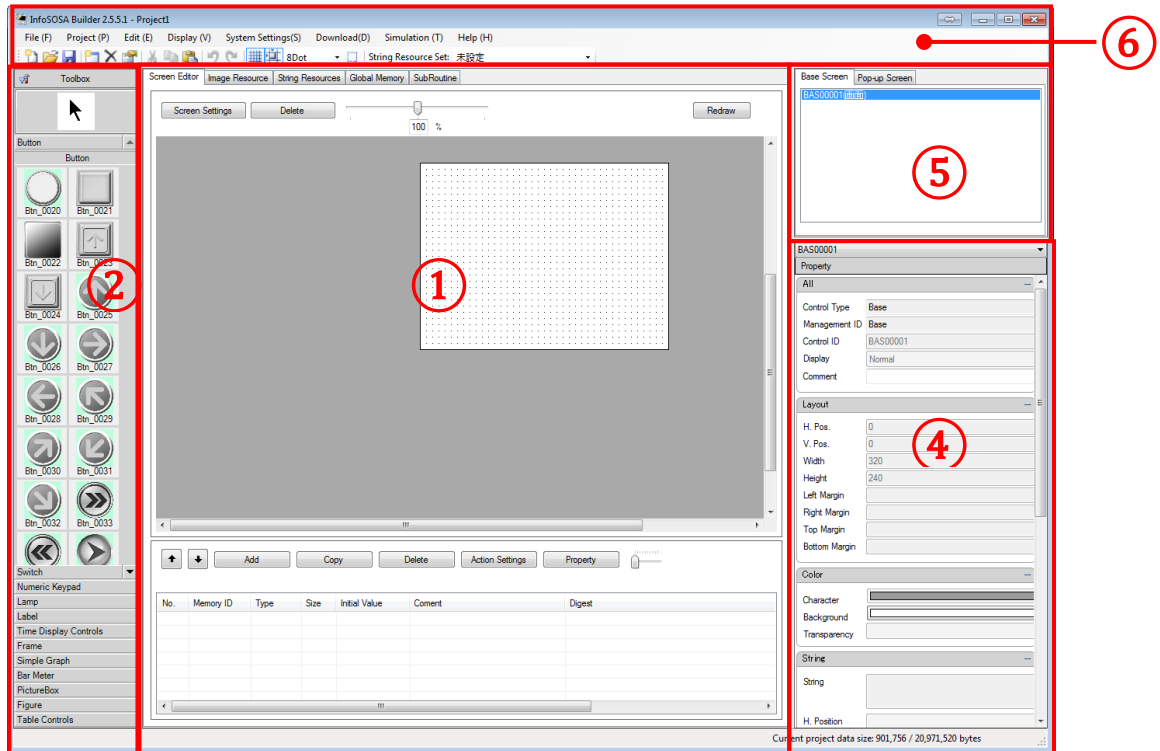 InfoSOSA Builder 2.5.5.1 - Project1
File (F) Project (P) Edit (E) Display (V) System Settings(S) Download(D) Simulation (T) Help (H)
8Dot String Resource Set: 未設定
⑥
Toolbox
Button
Button
Btn_0020 Btn_0021
Btn_0022 Btn_0023
Btn_0024 Btn_0025
Btn_0026 Btn_0027
Btn_0028 Btn_0029
Btn_0030 Btn_0031
Btn_0032 Btn_0033
②
Switch
Numeric Keypad
Lamp
Label
Time Display Controls
Frame
Simple Graph
Bar Meter
PictureBox
Figure
Table Controls
Screen Editor Image Resource String Resources Global Memory SubRoutine
Screen Settings Delete Redraw
100 %
①
Add Copy Delete Action Settings Property
No. Memory ID Type Size Initial Value Coment Digest
Base Screen Pop-up Screen
BAS00001(画面)
⑤
BAS00001
Property
All
Control Type Base
Management ID Base
Control ID BAS00001
Display Normal
Comment
Layout
H. Pos. 0
V. Pos. 0
Width 320
Height 240
Left Margin
Right Margin
Top Margin
Bottom Margin
④
Color
Character
Background
Transparency
String
String
H. Position
Current project data size: 901,756 / 20,971,520 bytes